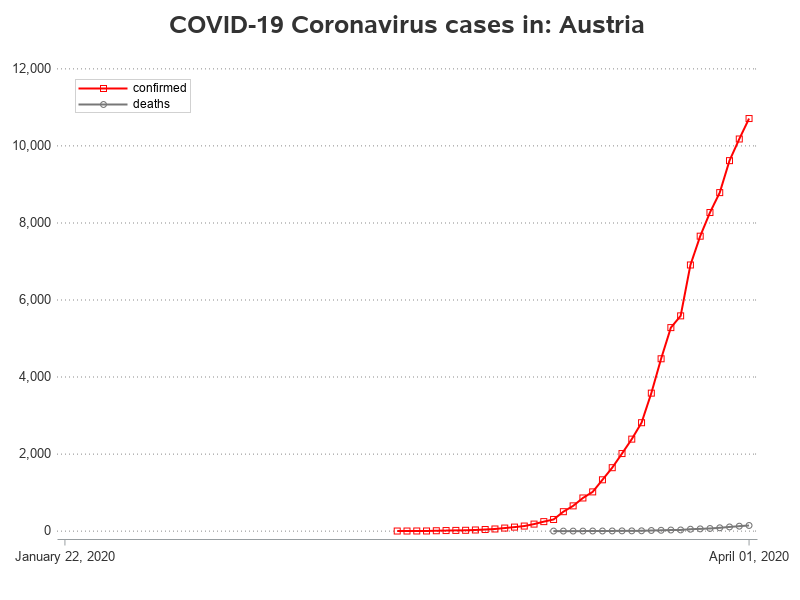 COVID-19 Coronavirus cases in: Austria
12,000
confirmed
deaths
10,000
8,000
6,000
4,000
2,000
0
January 22, 2020
April 01, 2020